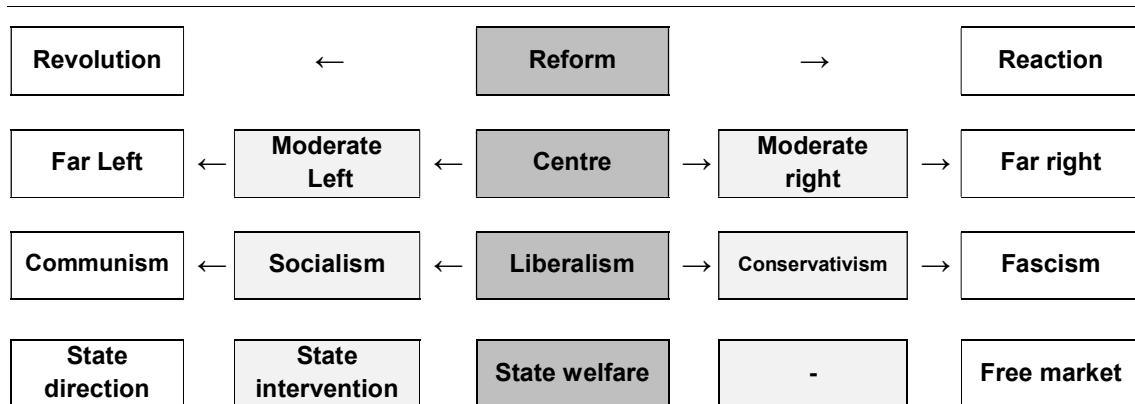 Revolution ← Reform → Reaction
Far Left ← Moderate Left ← Centre → Moderate right → Far right
Communism ← Socialism ← Liberalism → Conservativism → Fascism
State direction State intervention State welfare - Free market